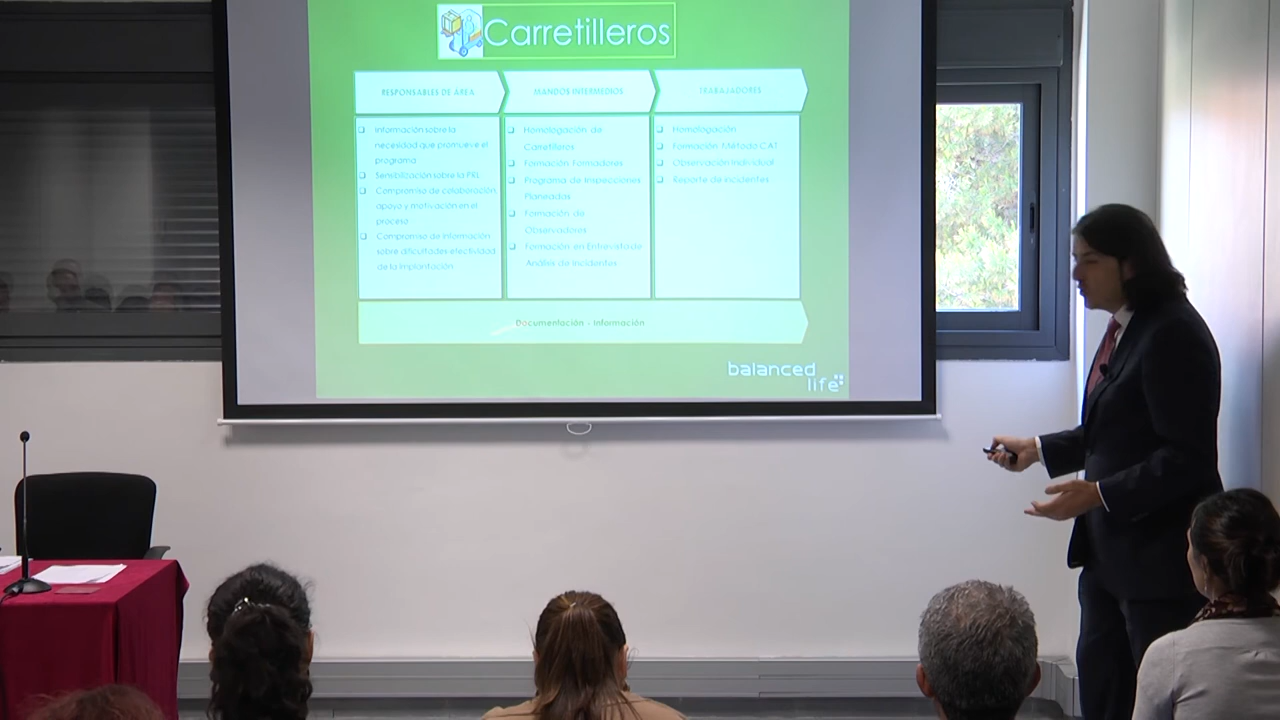 Carretilleros
RESPONSABLES DE ÁREA
MANDOS INTERMEDIOS
TRABAJADORES
Información sobre la
necesidad que promueve el
programa
Sensibilización sobre la PRL
Compromiso de colaboración,
apoyo y motivación en el
proceso
Compromiso de información
sobre dificultades efectividad
de la implantación
Homologación de
Carretilleros
Formación Formadores
Programa de Inspecciones
Planeadas
Formación de
Observadores
Formación en Entrevista de
Análisis de Incidentes
Homologación
Formación Método CAT
Observación Individual
Reporte de incidentes
Documentación - Información
balanced
life